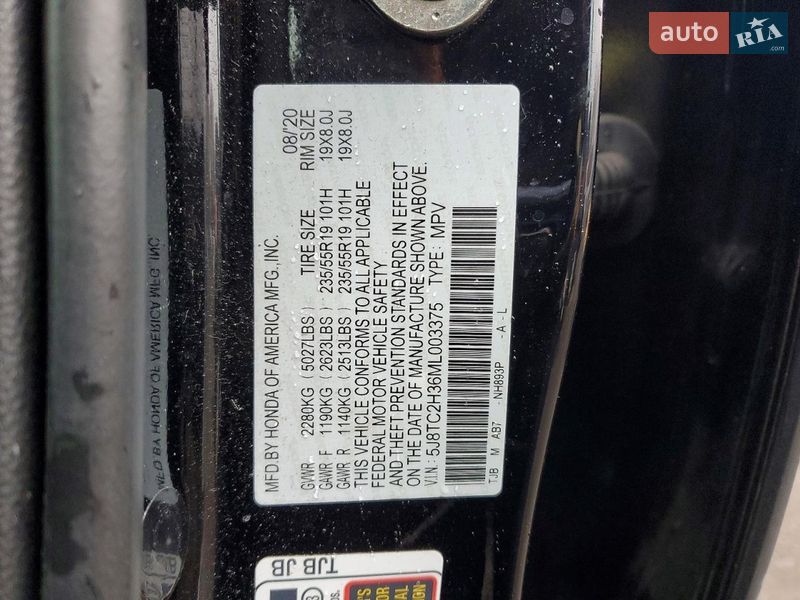 auto RIA
.com
MFD.BY HONDA OF AMERICA MFG.,INC. 08/'20
GVWR 2280KG (5027LBS) TIRE SIZE RIM SIZE
GAWR F 1190KG (2623LBS) 235/55R19 101H 19X8.0J
GAWR R 1140KG (2513LBS) 235/55R19 101H 19X8.0J
THIS VEHICLE CONFORMS TO ALL APPLICABLE
FEDERAL MOTOR VEHICLE SAFETY
AND THEFT PREVENTION STANDARDS IN EFFECT
ON THE DATE OF MANUFACTURE SHOWN ABOVE.
V.I.N.: 5J8TC2H36ML003375 TYPE: MPV
TJB M AB7 -NH893P -A -L
TJB JB